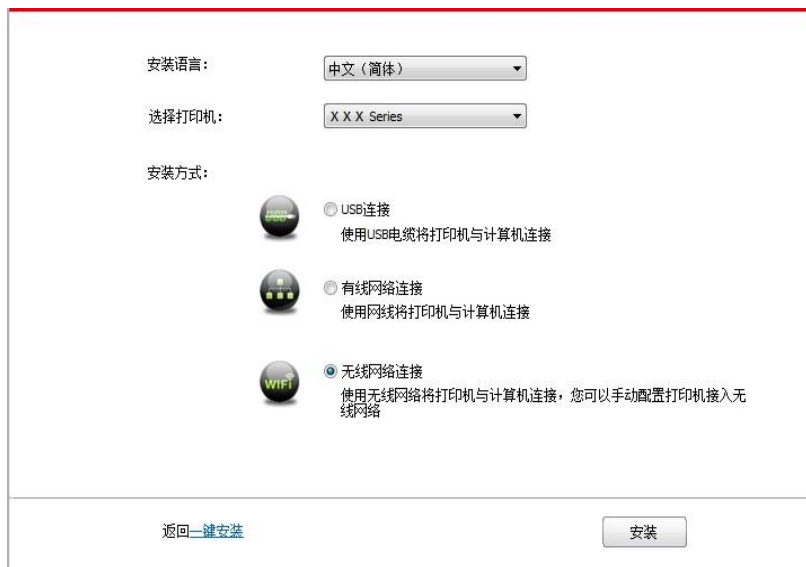 安装语言：
中文（简体）
选择打印机：
X X X Series
安装方式：
USB连接
使用USB电缆将打印机与计算机连接
有线网络连接
使用网线将打印机与计算机连接
WiFi
无线网络连接
使用无线网络将打印机与计算机连接，您可以手动配置打印机接入无
线网络
返回一键安装
安装